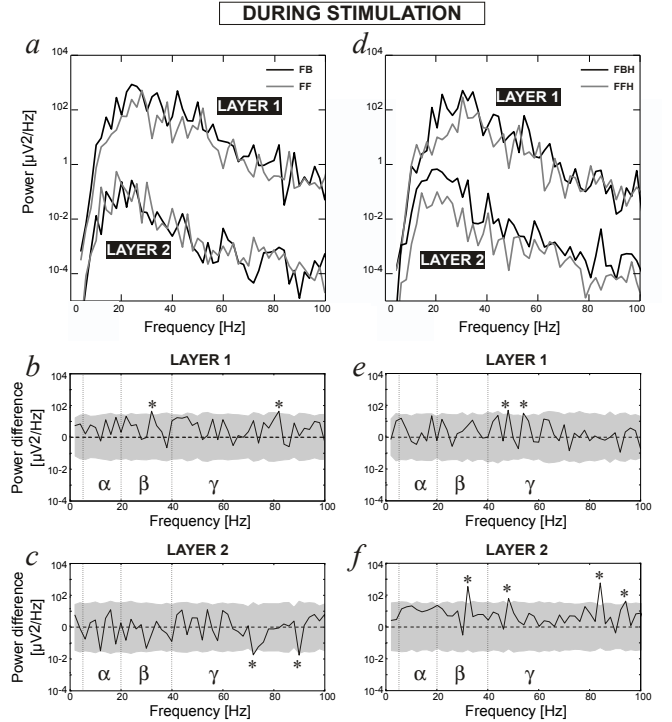 DURING STIMULATION
a
10⁴
10²
1
10⁻²
10⁻⁴
Power [µV2/Hz]
FB
FF
LAYER 1
LAYER 2
0 20 40 60 80 100
Frequency [Hz]
d
10⁴
10²
1
10⁻²
10⁻⁴
FBH
FFH
LAYER 1
LAYER 2
0 20 40 60 80 100
Frequency [Hz]
b
LAYER 1
10⁴
10²
0
10⁻²
10⁻⁴
Power difference
[µV2/Hz]
* *
α β γ
0 20 40 60 80 100
Frequency [Hz]
e
LAYER 1
10⁴
10²
0
10⁻²
10⁻⁴
* *
α β γ
0 20 40 60 80 100
Frequency [Hz]
c
LAYER 2
10⁴
10²
0
10⁻²
10⁻⁴
Power difference
[µV2/Hz]
α β γ * *
0 20 40 60 80 100
Frequency [Hz]
f
LAYER 2
10⁴
10²
0
10⁻²
10⁻⁴
* * * *
α β γ
0 20 40 60 80 100
Frequency [Hz]